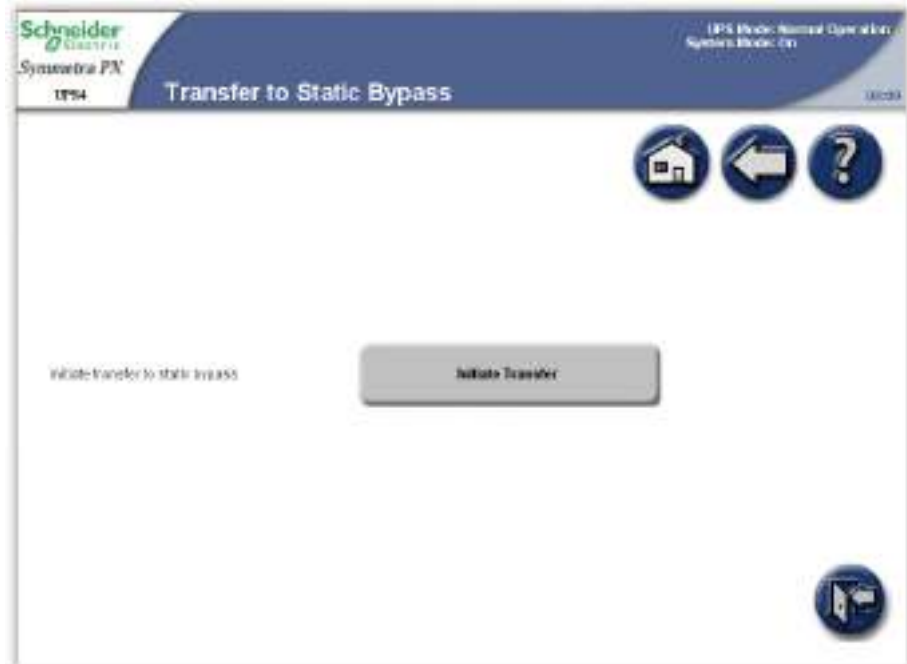 Schneider
Electric
Symmetra PX
UPS4
UPS Mode: Normal Operation
System Mode: On
Transfer to Static Bypass
Initiate transfer to static bypass
Initiate Transfer